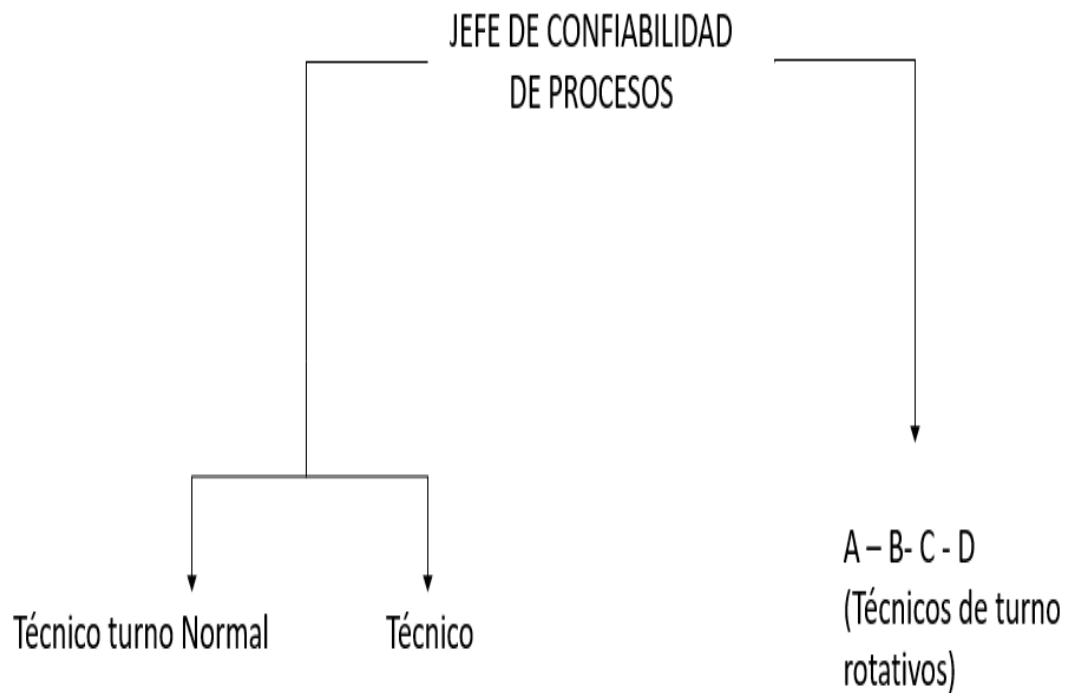 JEFE DE CONFIABILIDAD
DE PROCESOS
Técnico turno Normal
Técnico
A – B- C - D
(Técnicos de turno
rotativos)